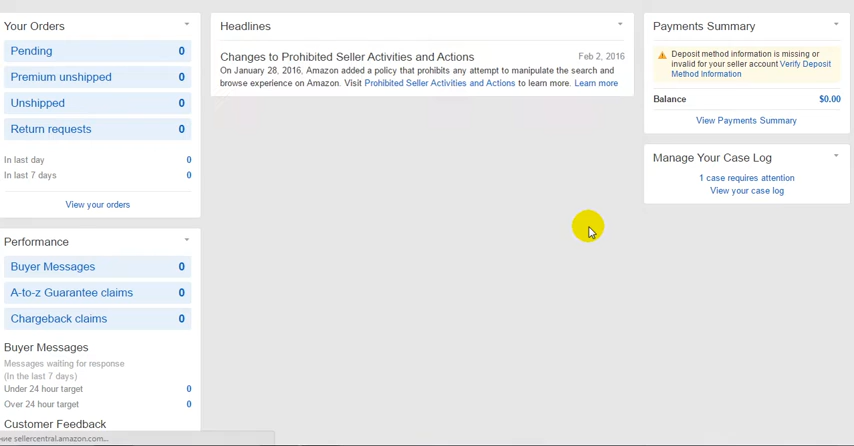 Your Orders
Pending 0
Premium unshipped 0
Unshipped 0
Return requests 0
In last day 0
In last 7 days 0
View your orders
Performance
Buyer Messages 0
A-to-z Guarantee claims 0
Chargeback claims 0
Buyer Messages
Messages waiting for response
(In the last 7 days)
Under 24 hour target 0
Over 24 hour target 0
Customer Feedback
sellercentral.amazon.com...
Headlines
Changes to Prohibited Seller Activities and Actions Feb 2, 2016
On January 28, 2016, Amazon added a policy that prohibits any attempt to manipulate the search and
browse experience on Amazon. Visit Prohibited Seller Activities and Actions to learn more. Learn more
Payments Summary
Deposit method information is missing or
invalid for your seller account Verify Deposit
Method Information
Balance $0.00
View Payments Summary
Manage Your Case Log
1 case requires attention
View your case log